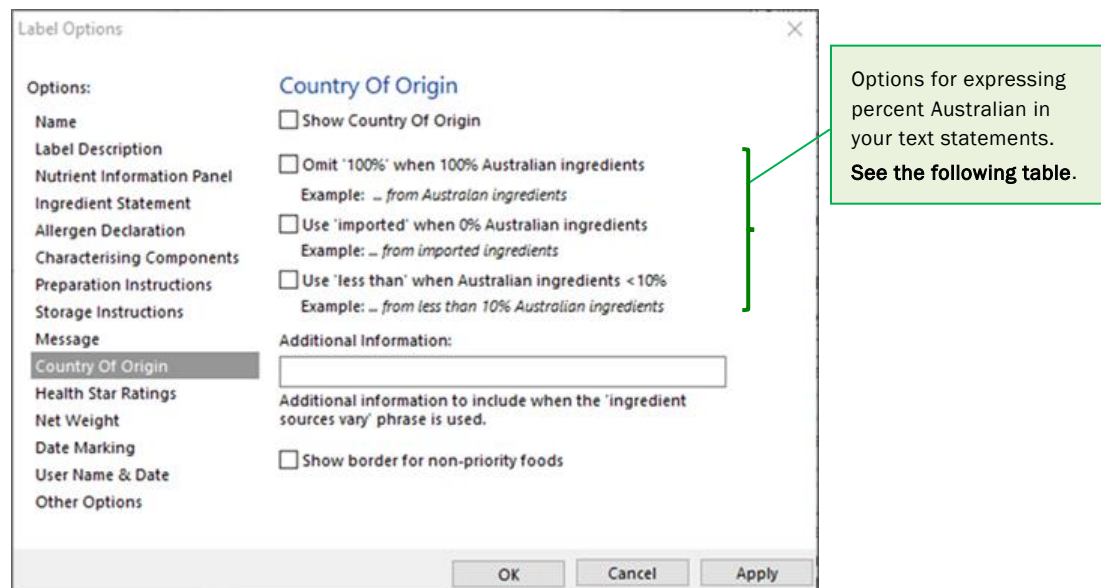 Label Options
Options:
Name
Label Description
Nutrient Information Panel
Ingredient Statement
Allergen Declaration
Characterising Components
Preparation Instructions
Storage Instructions
Message
Country Of Origin
Health Star Ratings
Net Weight
Date Marking
User Name & Date
Other Options
Country Of Origin
Show Country Of Origin
Omit '100%' when 100% Australian ingredients
Example: ... from Australan ingredients
Use 'imported' when 0% Australian ingredients
Example: ... from imported ingredients
Use 'less than' when Australian ingredients <10%
Example: ... from less than 10% Australian ingredients
Additional Information:
Additional information to include when the 'ingredient
sources vary' phrase is used.
Show border for non-priority foods
OK
Cancel
Apply
Options for expressing
percent Australian in
your text statements.
See the following table.